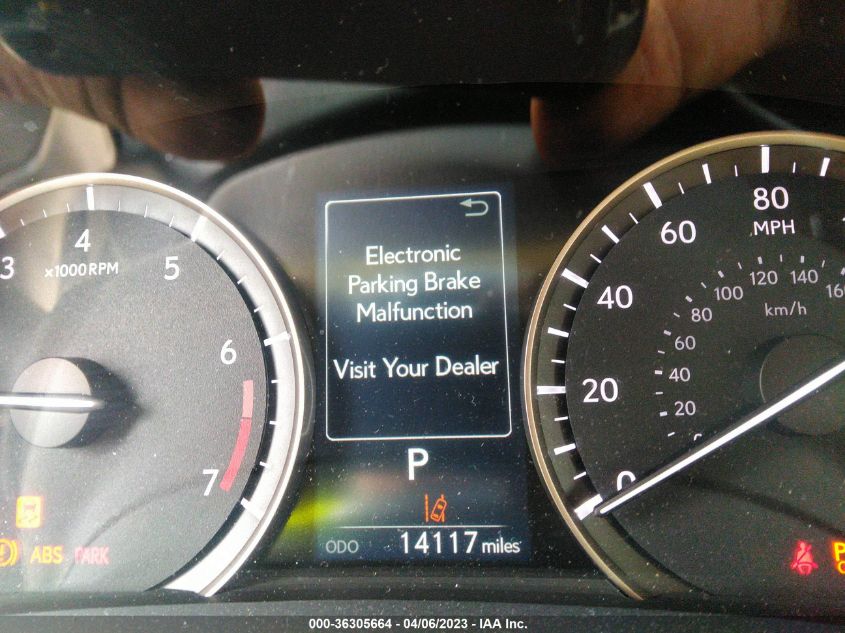 Electronic
Parking Brake
Malfunction
Visit Your Dealer
P
ODO 14117 miles
3 4 5 6 7
x1000 RPM
ABS PARK
0 20 40 60 80
MPH
20 40 60 80 100 120 140 160
km/h
000-36305664 - 04/06/2023 - IAA Inc.